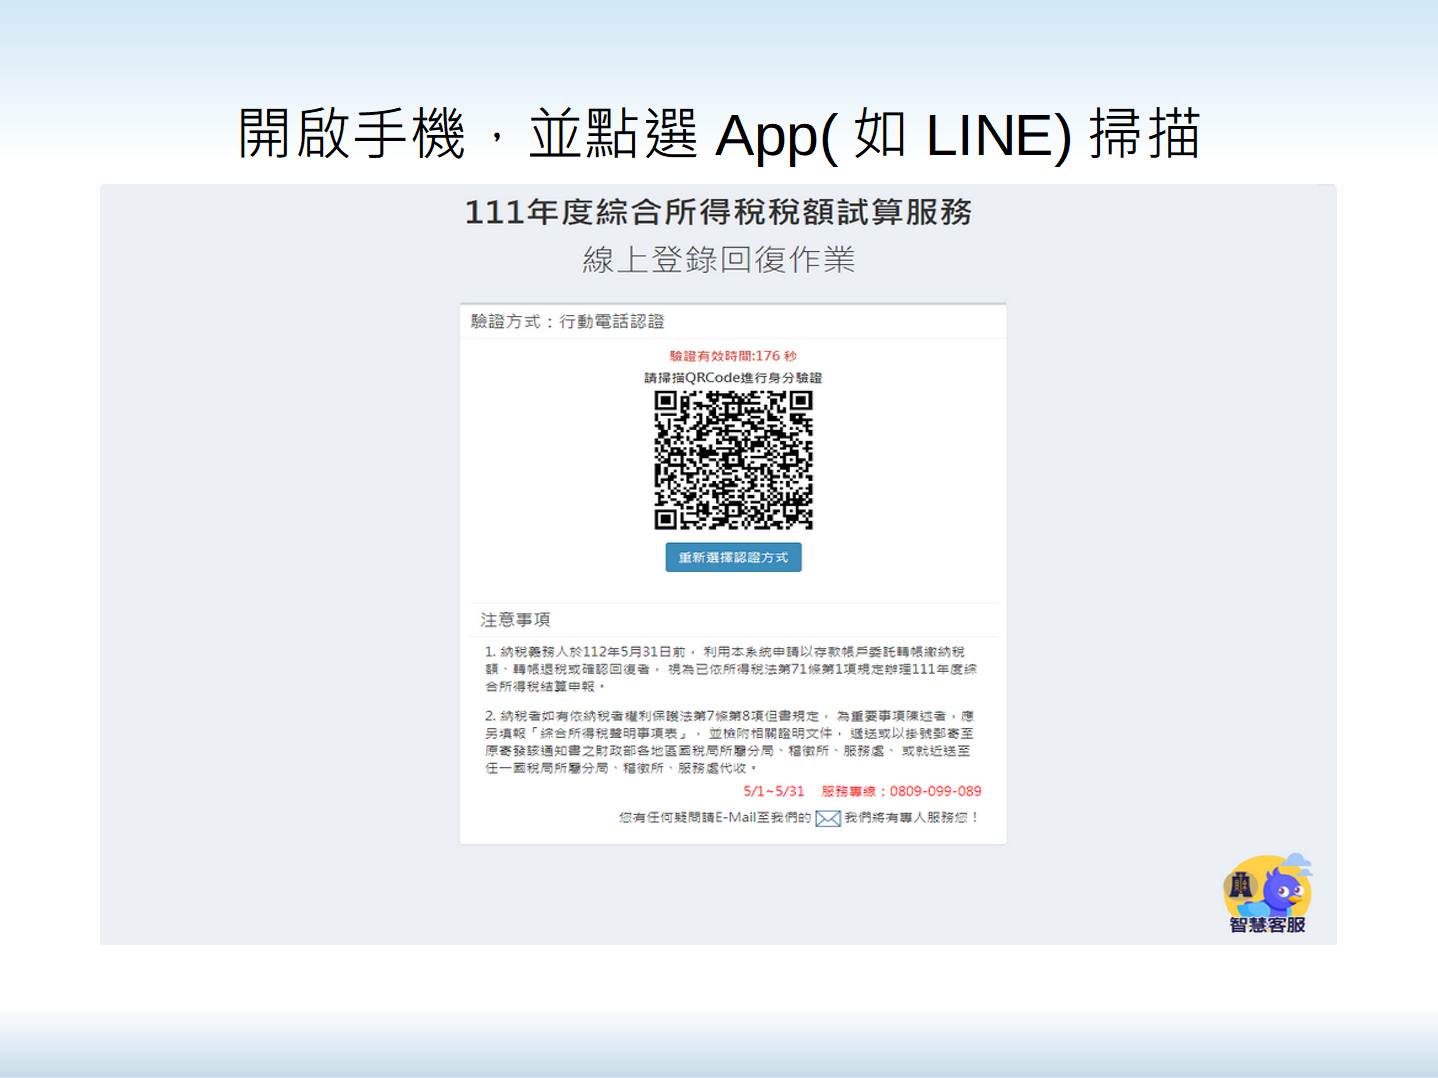 開啟手機，並點選 App( 如 LINE) 掃描
111年度綜合所得稅稅額試算服務
線上登錄回復作業
驗證方式：行動電話認證
驗證有效時間:176 秒
請掃描QRCode進行身分驗證
重新選擇認證方式
注意事項
1. 納稅義務人於112年5月31日前， 利用本系統申請以存款帳戶委託轉帳繳納稅
額、轉帳退稅或確認回復者， 視為已依所得稅法第71條第1項規定辦理111年度綜
合所得稅結算申報。
2. 納稅者如有依納稅者權利保護法第7條第8項但書規定， 為重要事項陳述者，應
另填報「綜合所得稅聲明事項表」， 並檢附相關證明文件， 遞送或以掛號郵寄至
原寄發該通知書之財政部各地區國稅局所屬分局、稽徵所、服務處、 或就近送至
任一國稅局所屬分局、稽徵所、服務處代收。
5/1~5/31 服務專線：0809-099-089
您有任何疑問請E-Mail至我們的 我們將有專人服務您！
智慧客服